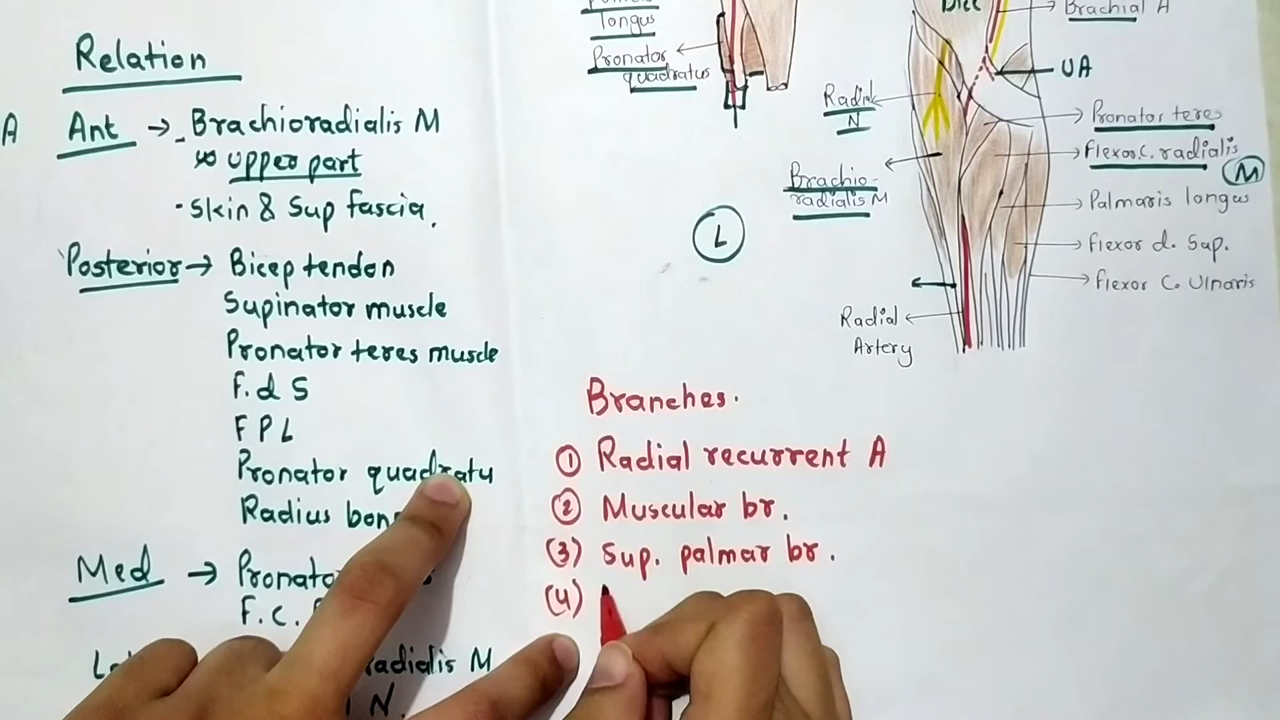 Relation
A Ant → Brachioradialis M
upper part
· Skin & Sup fascia.
Posterior → Bicep tendon
Supinator muscle
Pronator teres muscle
F. d S
F P L
Pronator quadratu
Radius bon
Med → Pronato
F. C.
radialis M
N.
longus
Pronator
quadratus
L
Brachial A
UA
Radial
N
Pronator teres
Flexor C. radialis
M
Brachio-
radialis M
Palmaris longus
Flexor d. Sup.
Flexor C. Ulnaris
Radial
Artery
Branches.
① Radial recurrent A
② Muscular br.
(3) Sup. palmar br.
(4)